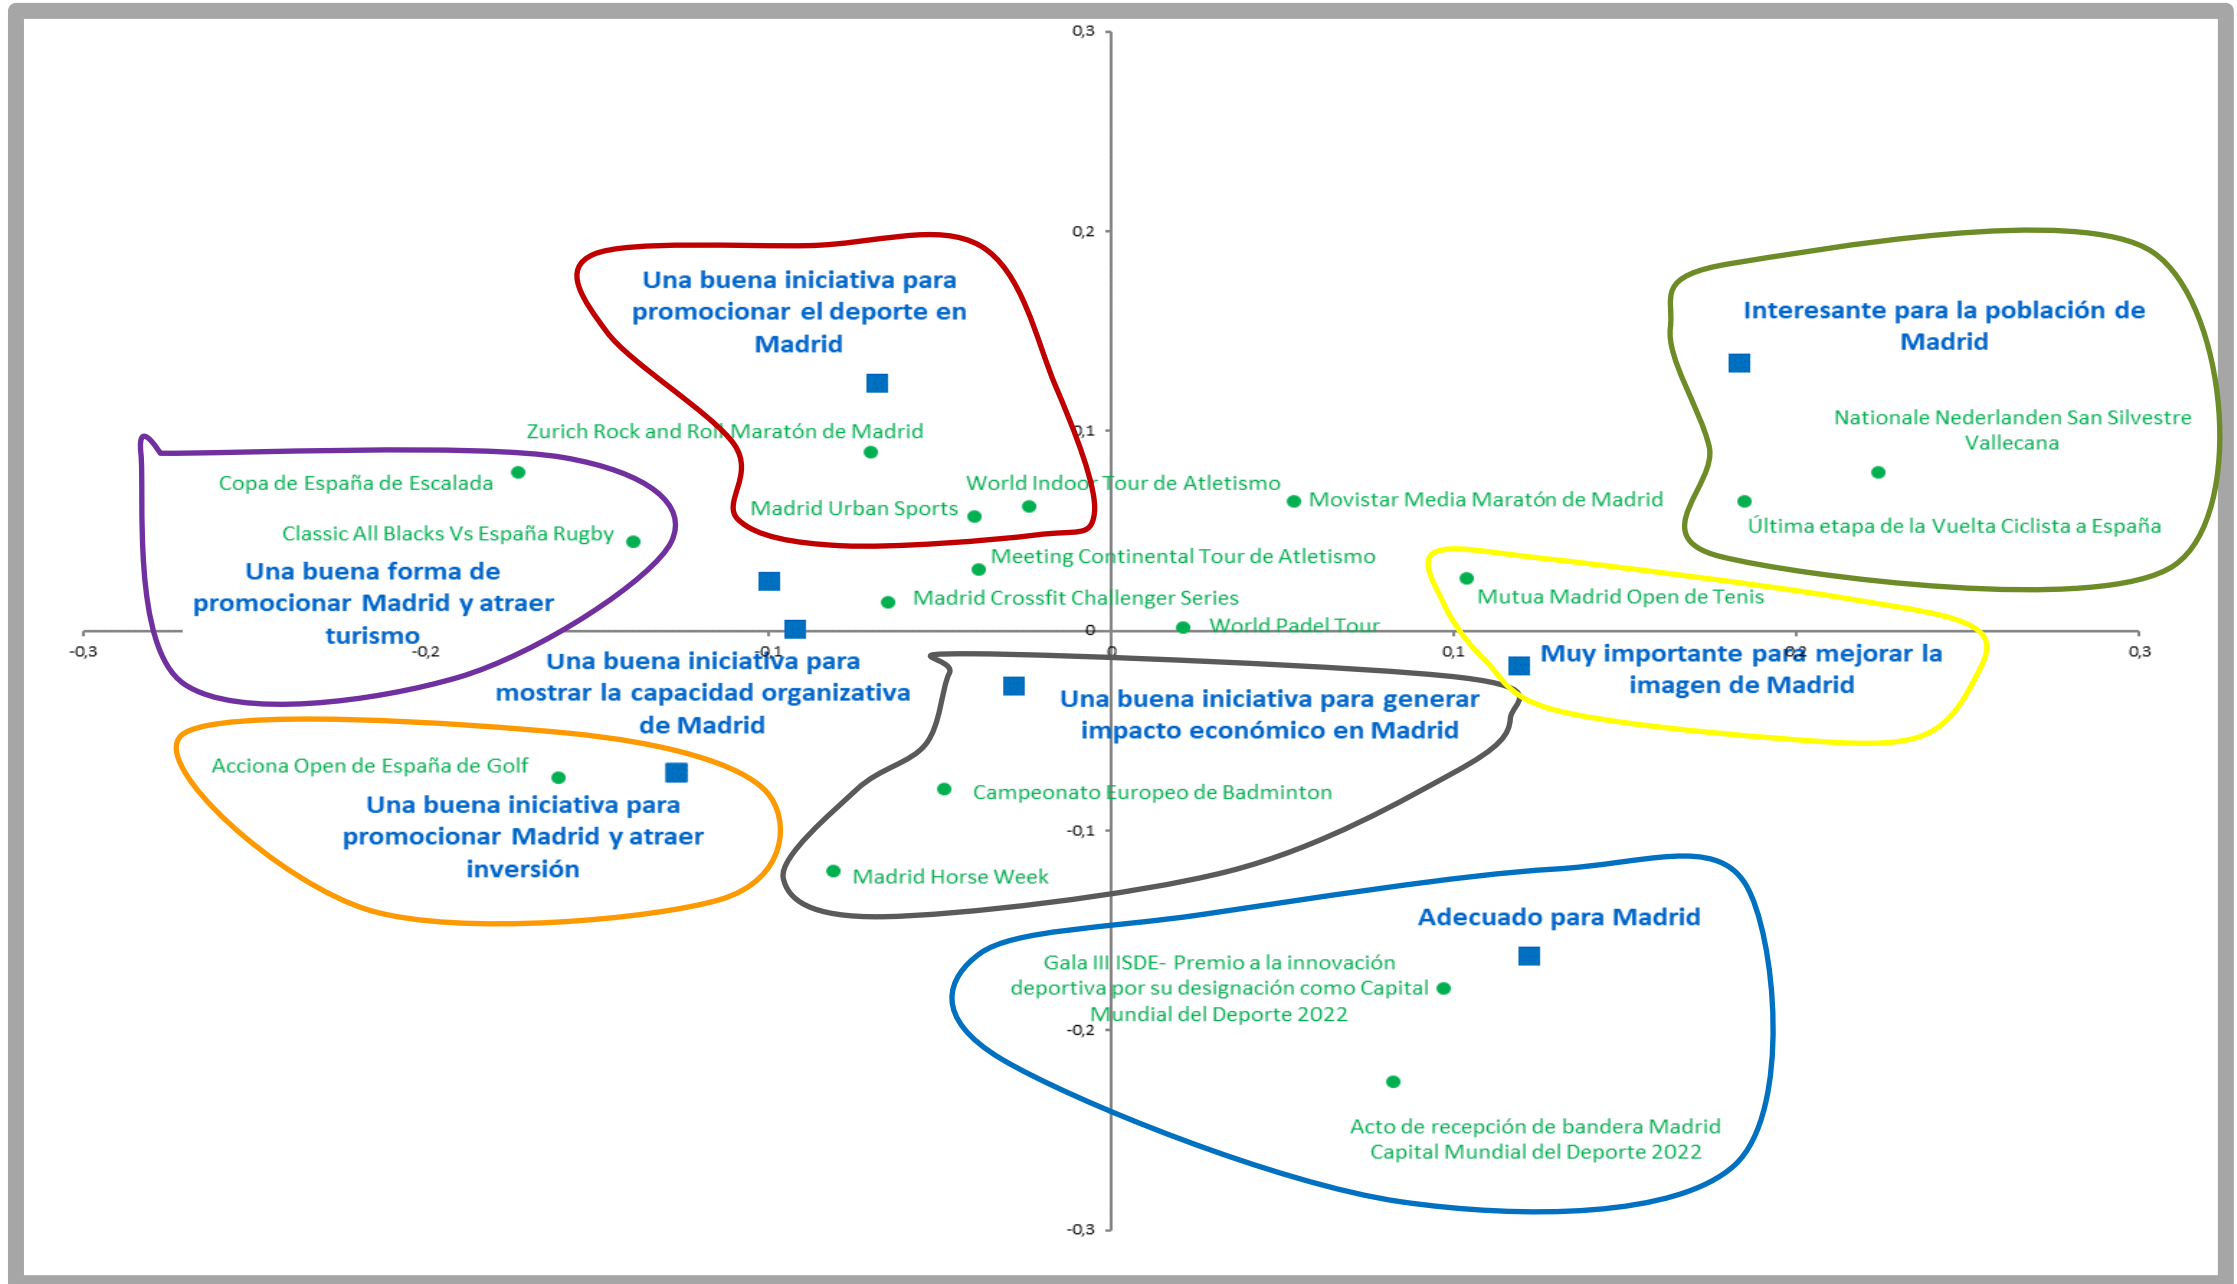 0,3
0,2
Una buena iniciativa para
promocionar el deporte en
Madrid
Interesante para la población de
Madrid
0,1
Zurich Rock and Roll Maratón de Madrid
Nationale Nederlanden San Silvestre
Vallecana
Copa de España de Escalada
World Indoor Tour de Atletismo
Madrid Urban Sports
Movistar Media Maratón de Madrid
Última etapa de la Vuelta Ciclista a España
Classic All Blacks Vs España Rugby
Meeting Continental Tour de Atletismo
Una buena forma de
promocionar Madrid y atraer
turismo
Madrid Crossfit Challenger Series
Mutua Madrid Open de Tenis
World Padel Tour
0
-0,3
-0,2
-0,1
0
0,1
0,2
0,3
Una buena iniciativa para
mostrar la capacidad organizativa
de Madrid
Muy importante para mejorar la
imagen de Madrid
Una buena iniciativa para generar
impacto económico en Madrid
Acciona Open de España de Golf
Una buena iniciativa para
promocionar Madrid y atraer
inversión
Campeonato Europeo de Badminton
-0,1
Madrid Horse Week
Adecuado para Madrid
Gala III ISDE- Premio a la innovación
deportiva por su designación como Capital
Mundial del Deporte 2022
-0,2
Acto de recepción de bandera Madrid
Capital Mundial del Deporte 2022
-0,3